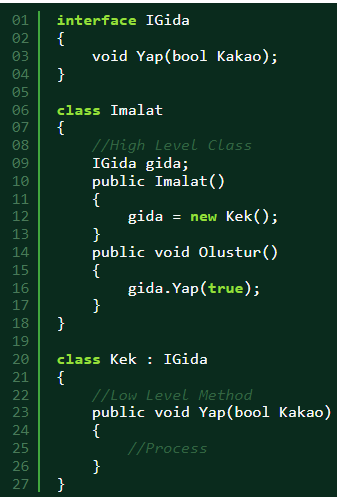 01 interface IGida
02 {
03     void Yap(bool Kakao);
04 }
05
06 class Imalat
07 {
08     //High Level Class
09     IGida gida;
10     public Imalat()
11     {
12         gida = new Kek();
13     }
14     public void Olustur()
15     {
16         gida.Yap(true);
17     }
18 }
19
20 class Kek : IGida
21 {
22     //Low Level Method
23     public void Yap(bool Kakao)
24     {
25         //Process
26     }
27 }